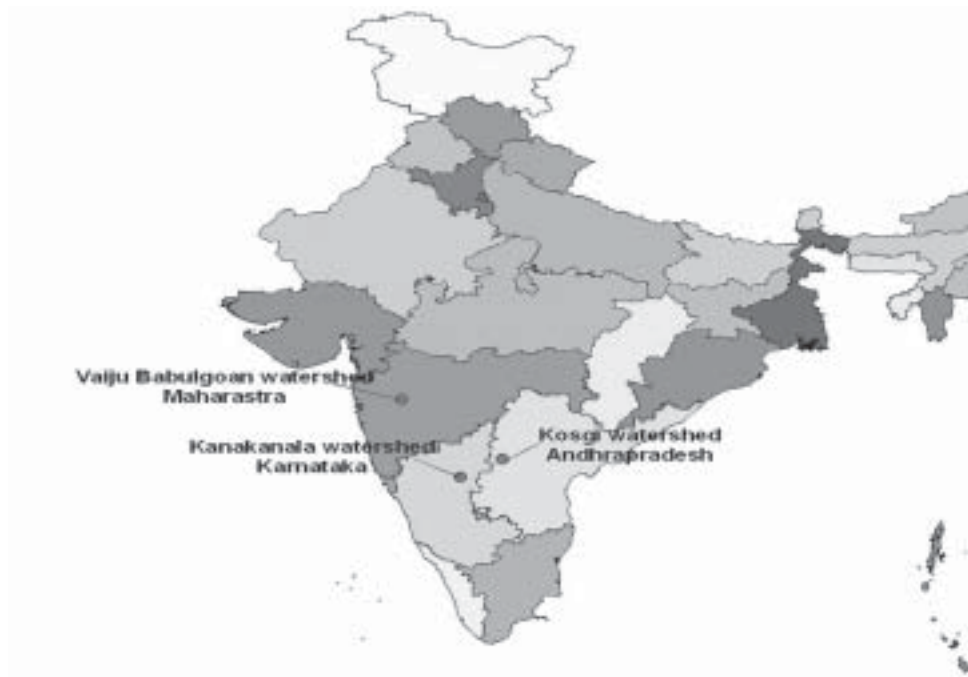 Vaiju Babulgoan watershed
Maharastra
Kanakanala watershed
Karnataka
Kosgi watershed
Andhrapradesh